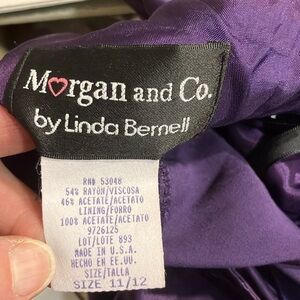 Morgan and Co.
by Linda Bernell
RN# 53048
54% RAYON/VISCOSA
46% ACETATE/ACETATO
LINING/FORRO
100% ACETATE/ACETATO
9726125
LOT/LOTE 893
MADE IN U.S.A.
HECHO EN EE.UU.
SIZE/TALLA
SIZE 11/12